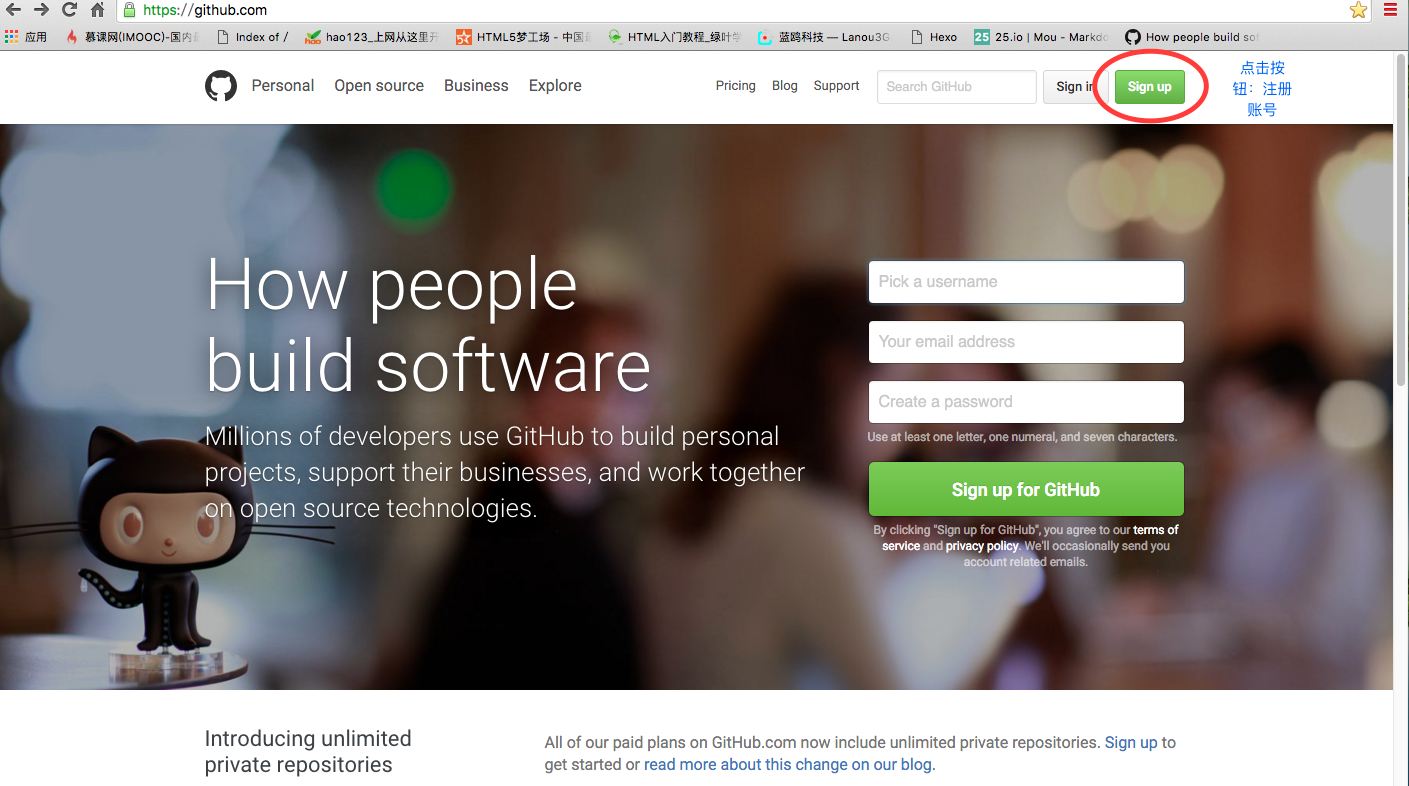 https://github.com
应用
慕课网(IMOOC)-国内
Index of /
hao123_上网从这里开
HTML5梦工场 - 中国
HTML入门教程_绿叶学
蓝鸥科技 — Lanou3G
Hexo
25
25.io | Mou - Markdo
How people build so
Personal
Open source
Business
Explore
Pricing
Blog
Support
Search GitHub
Sign in
Sign up
点击按
钮：注册
账号
How people
build software
Millions of developers use GitHub to build personal
projects, support their businesses, and work together
on open source technologies.
Pick a username
Your email address
Create a password
Use at least one letter, one numeral, and seven characters.
Sign up for GitHub
By clicking "Sign up for GitHub", you agree to our terms of
service and privacy policy. We'll occasionally send you
account related emails.
Introducing unlimited
private repositories
All of our paid plans on GitHub.com now include unlimited private repositories. Sign up to
get started or read more about this change on our blog.